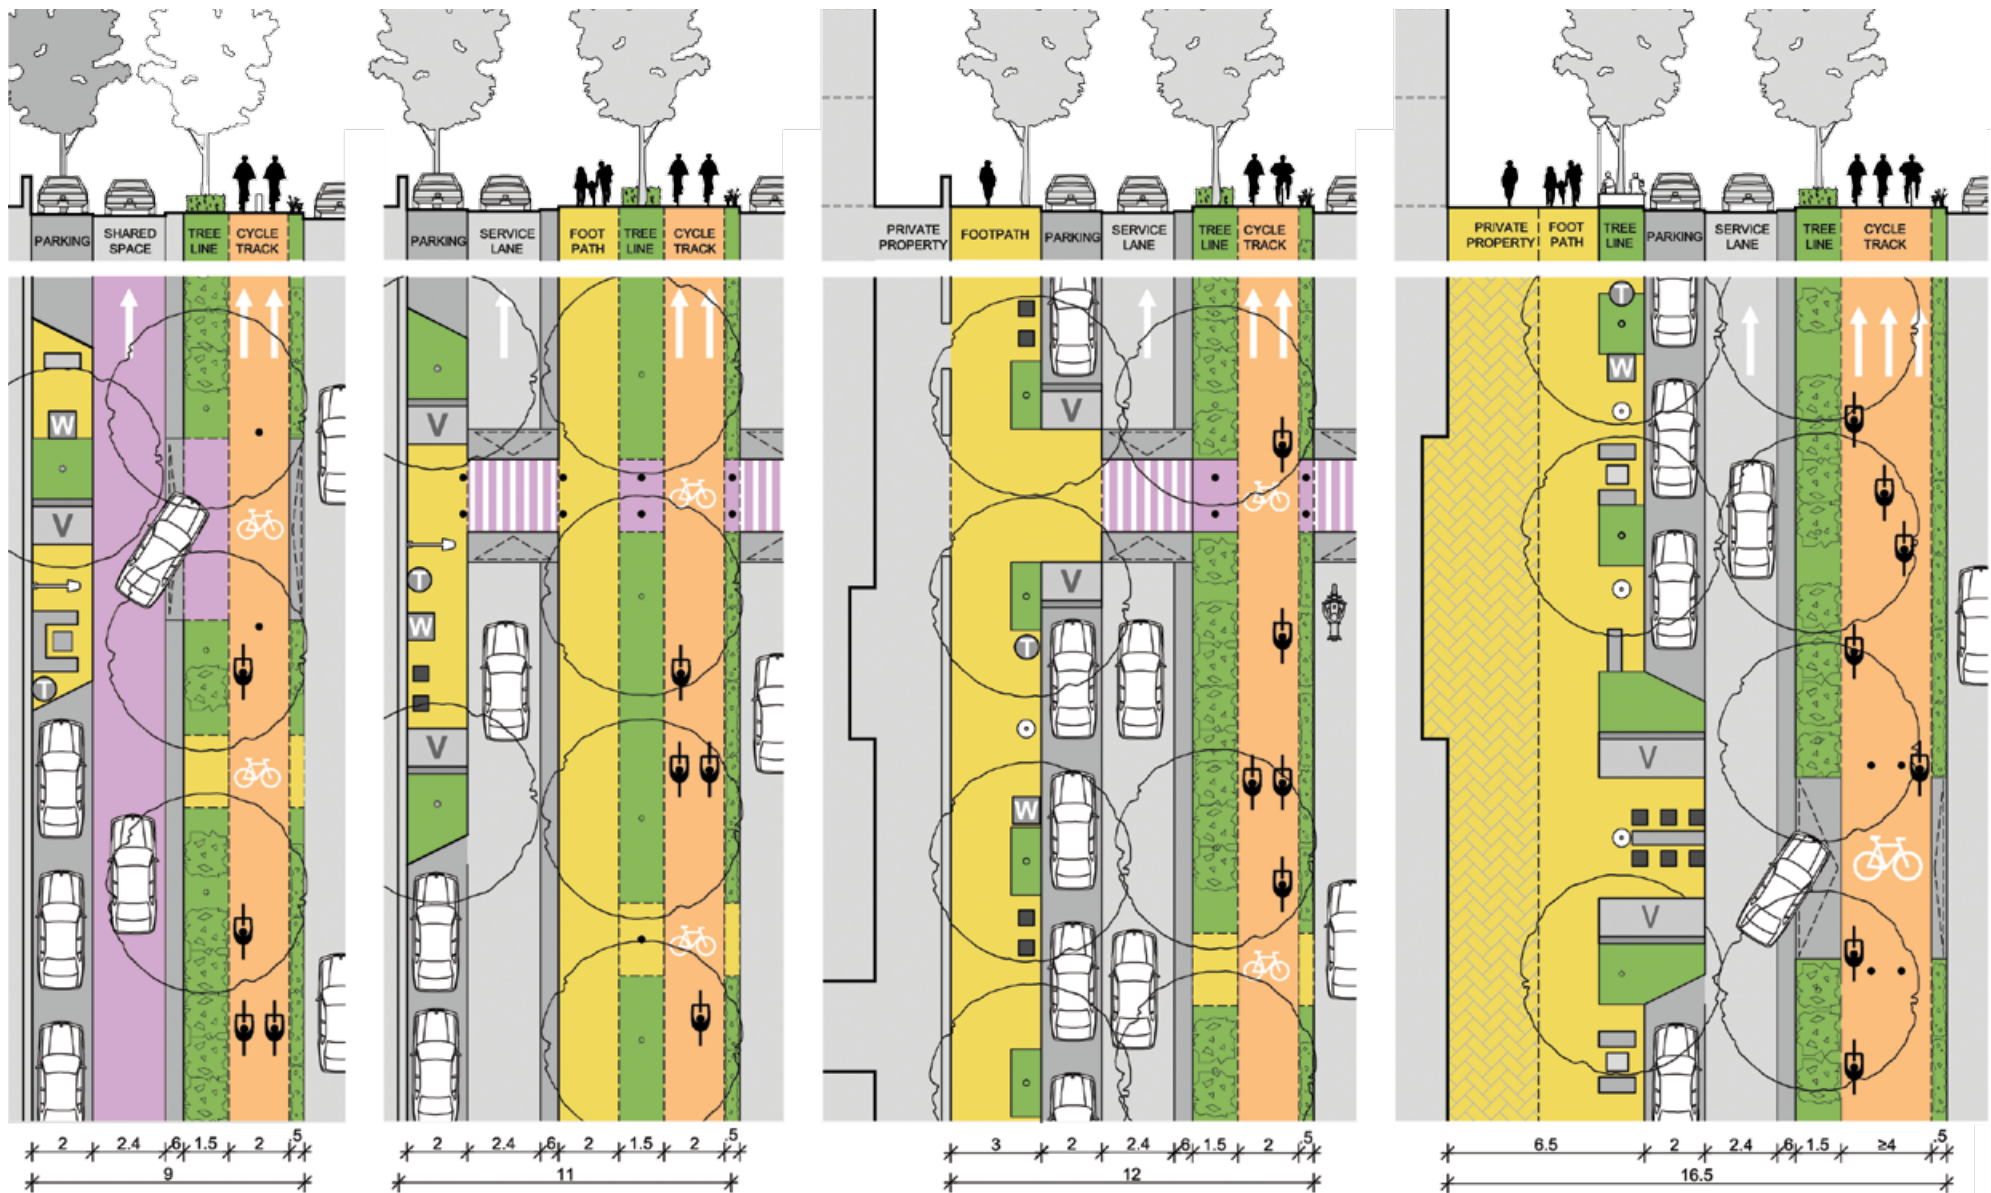 PARKING
SHARED
SPACE
TREE
LINE
CYCLE
TRACK
W
V
T
2
2.4
.6
1.5
2
.5
9
PARKING
SERVICE
LANE
FOOT
PATH
TREE
LINE
CYCLE
TRACK
V
T
W
V
2
2.4
.6
2
1.5
2
.5
11
PRIVATE
PROPERTY
FOOTPATH
PARKING
SERVICE
LANE
TREE
LINE
CYCLE
TRACK
V
V
T
W
3
2
2.4
.6
1.5
2
.5
12
PRIVATE
PROPERTY
FOOT
PATH
TREE
LINE
PARKING
SERVICE
LANE
TREE
LINE
CYCLE
TRACK
T
W
V
V
6.5
2
2.4
.6
1.5
≥4
.5
16.5